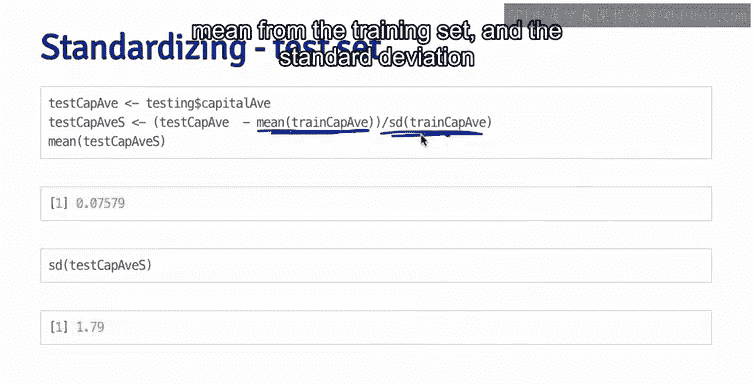 mean from the training set, and the
standard deviation
Standardizing - test set
testCapAve <- testing$capitalAve
testCapAveS <- (testCapAve - mean(trainCapAve))/sd(trainCapAve)
mean(testCapAveS)
[1] 0.07579
sd(testCapAveS)
[1] 1.79